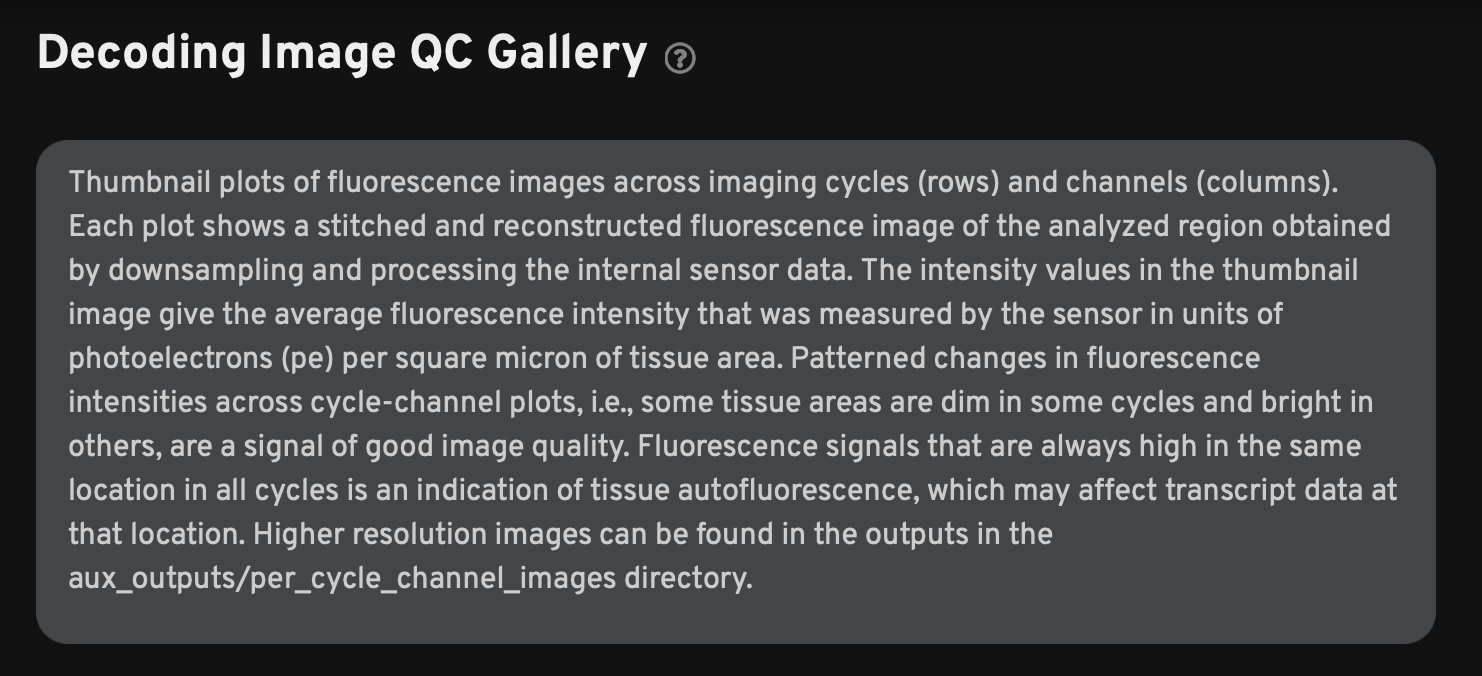 Decoding Image QC Gallery ?
Thumbnail plots of fluorescence images across imaging cycles (rows) and channels (columns).
Each plot shows a stitched and reconstructed fluorescence image of the analyzed region obtained
by downsampling and processing the internal sensor data. The intensity values in the thumbnail
image give the average fluorescence intensity that was measured by the sensor in units of
photoelectrons (pe) per square micron of tissue area. Patterned changes in fluorescence
intensities across cycle-channel plots, i.e., some tissue areas are dim in some cycles and bright in
others, are a signal of good image quality. Fluorescence signals that are always high in the same
location in all cycles is an indication of tissue autofluorescence, which may affect transcript data at
that location. Higher resolution images can be found in the outputs in the
aux_outputs/per_cycle_channel_images directory.